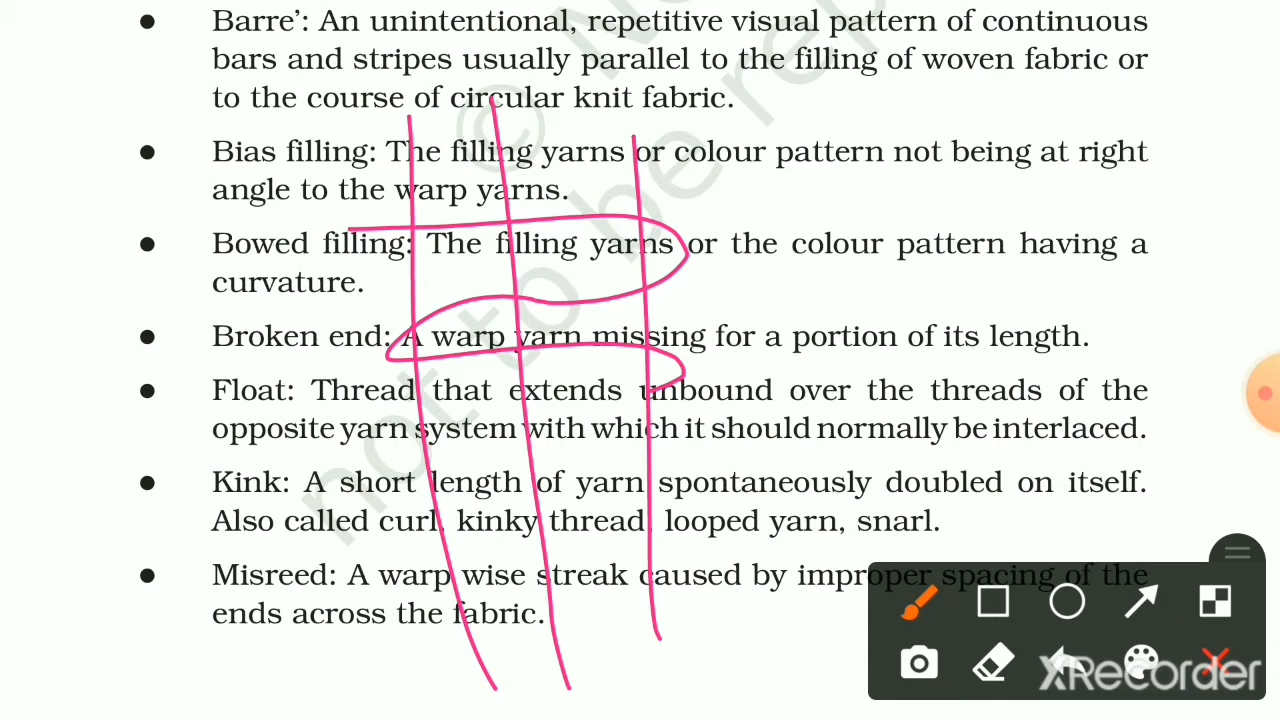 • Barre’: An unintentional, repetitive visual pattern of continuous
bars and stripes usually parallel to the filling of woven fabric or
to the course of circular knit fabric.
• Bias filling: The filling yarns or colour pattern not being at right
angle to the warp yarns.
• Bowed filling: The filling yarns or the colour pattern having a
curvature.
• Broken end: A warp yarn missing for a portion of its length.
• Float: Thread that extends unbound over the threads of the
opposite yarn system with which it should normally be interlaced.
• Kink: A short length of yarn spontaneously doubled on itself.
Also called curl, kinky thread, looped yarn, snarl.
• Misreed: A warp wise streak caused by improper spacing of the
ends across the fabric.
not to be rep
XRecorder